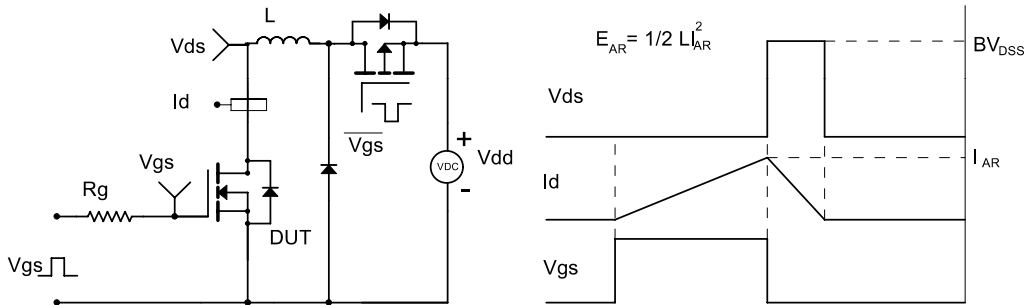 L
Vds
Id
Vgs
Vgs
+
VDC
Vdd
-
Vgs
Rg
DUT
Vgs
E_AR = 1/2 LI_AR^2
BV_DSS
Vds
I_AR
Id
Vgs